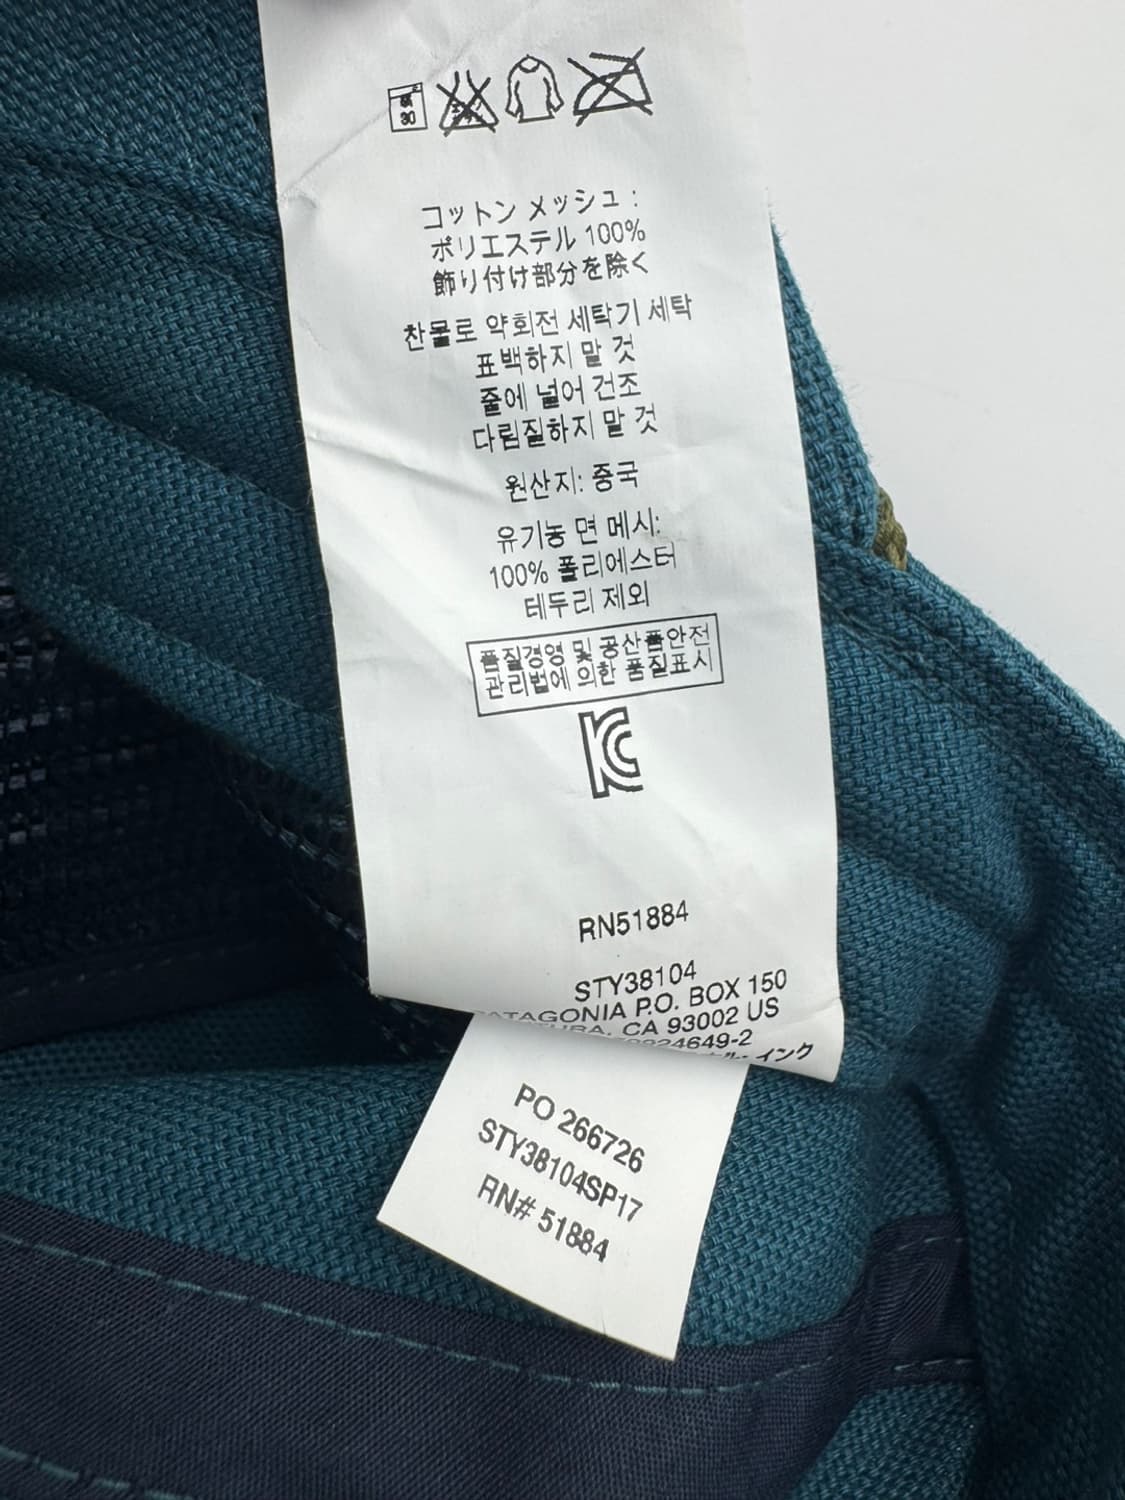 30
コットン メッシュ :
ポリエステル 100%
飾り付け部分を除く
찬물로 약회전 세탁기 세탁
표백하지 말 것
줄에 널어 건조
다림질하지 말 것
원산지: 중국
유기농 면 메시:
100% 폴리에스터
테두리 제외
품질경영 및 공산품안전
관리법에 의한 품질표시
KC
RN51884
STY38104
PATAGONIA P.O. BOX 150
CA 93002 US
24649-2
PO 266726
STY38104SP17
RN# 51884